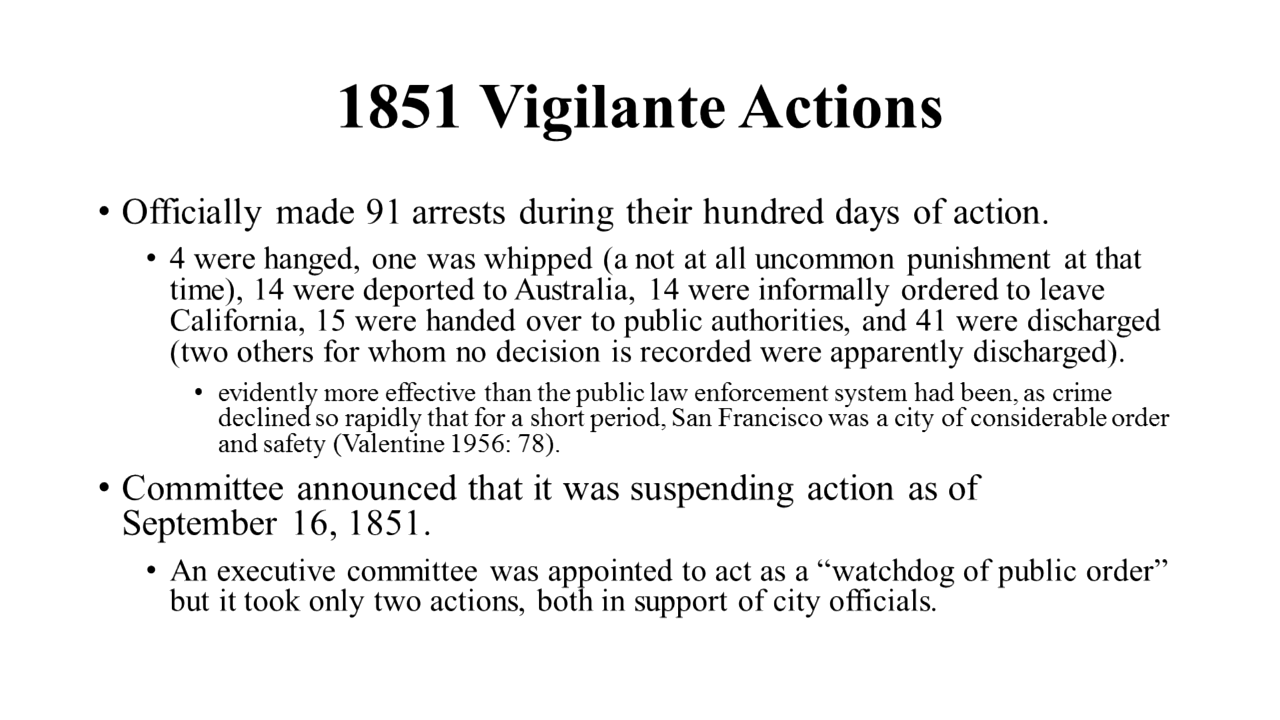 1851 Vigilante Actions
• Officially made 91 arrests during their hundred days of action.
• 4 were hanged, one was whipped (a not at all uncommon punishment at that
time), 14 were deported to Australia, 14 were informally ordered to leave
California, 15 were handed over to public authorities, and 41 were discharged
(two others for whom no decision is recorded were apparently discharged).
• evidently more effective than the public law enforcement system had been, as crime
declined so rapidly that for a short period, San Francisco was a city of considerable order
and safety (Valentine 1956: 78).
• Committee announced that it was suspending action as of
September 16, 1851.
• An executive committee was appointed to act as a “watchdog of public order”
but it took only two actions, both in support of city officials.